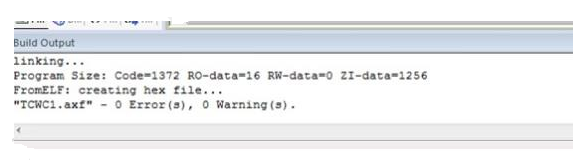 Build Output
linking...
Program Size: Code=1372 RO-data=16 RW-data=0 ZI-data=1256
FromELF: creating hex file...
"TCWC1.axf" - 0 Error(s), 0 Warning(s).